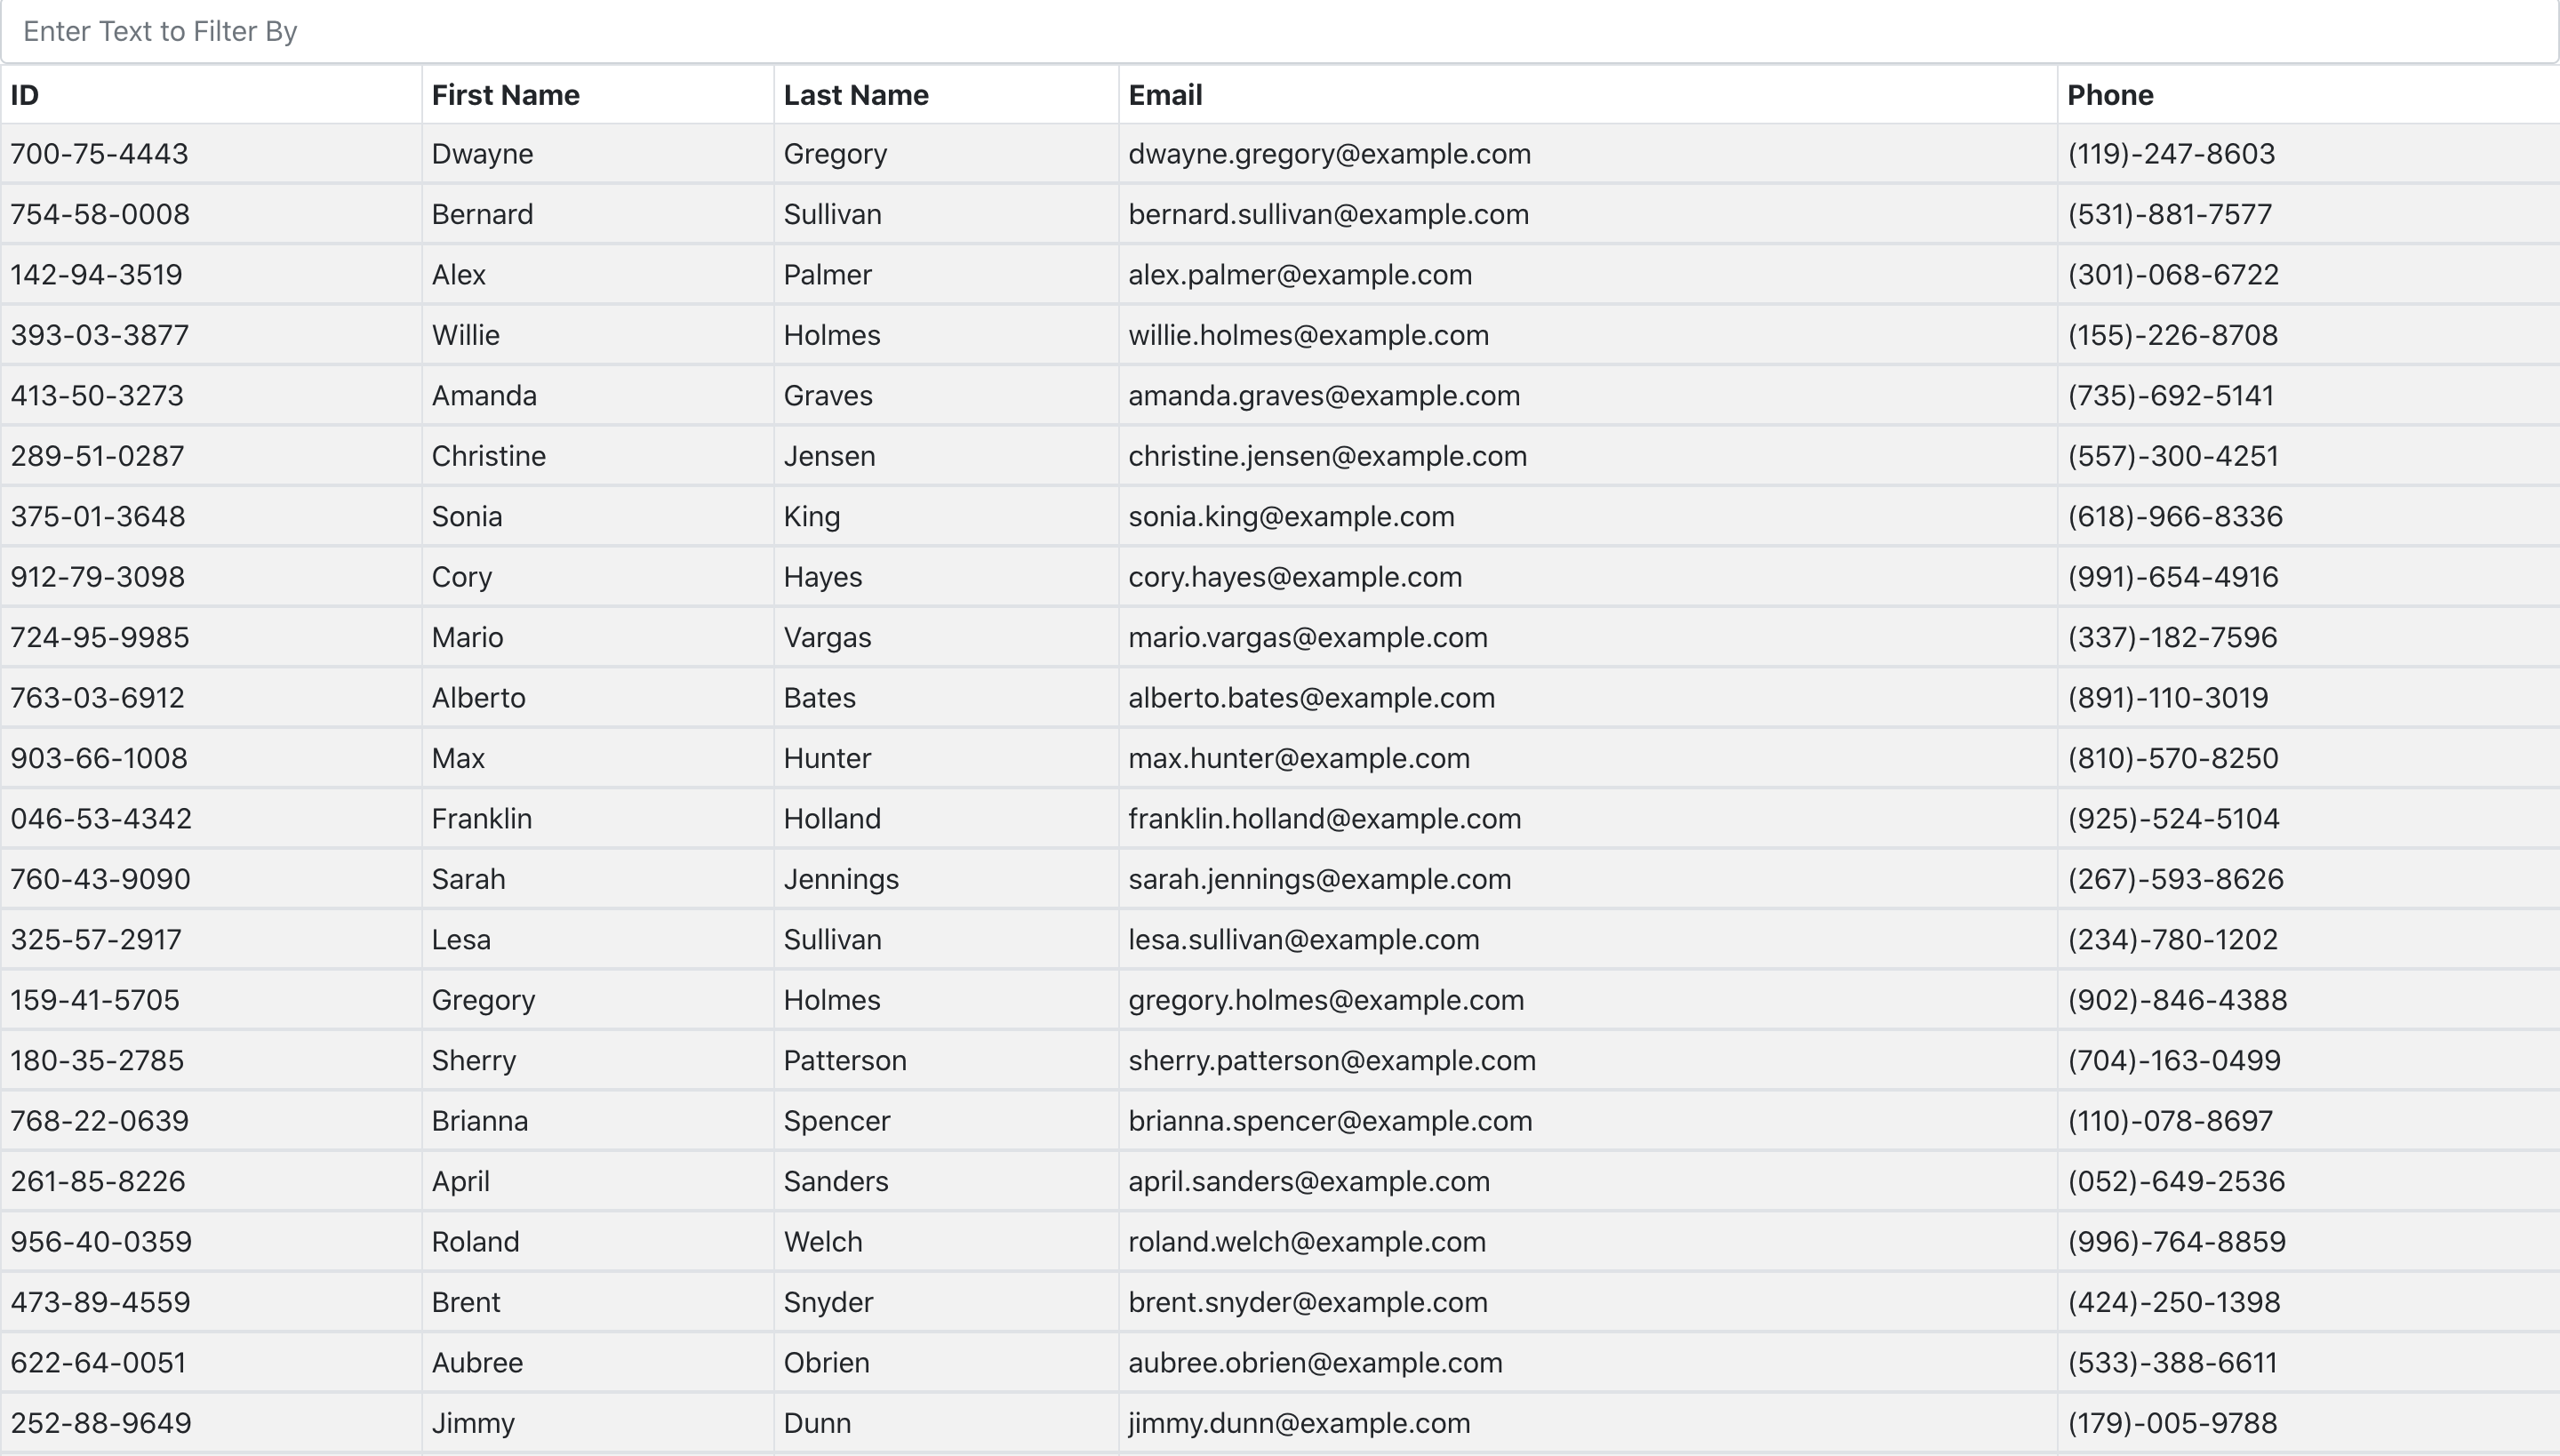 Enter Text to Filter By
ID First Name Last Name Email Phone
700-75-4443 Dwayne Gregory dwayne.gregory@example.com (119)-247-8603
754-58-0008 Bernard Sullivan bernard.sullivan@example.com (531)-881-7577
142-94-3519 Alex Palmer alex.palmer@example.com (301)-068-6722
393-03-3877 Willie Holmes willie.holmes@example.com (155)-226-8708
413-50-3273 Amanda Graves amanda.graves@example.com (735)-692-5141
289-51-0287 Christine Jensen christine.jensen@example.com (557)-300-4251
375-01-3648 Sonia King sonia.king@example.com (618)-966-8336
912-79-3098 Cory Hayes cory.hayes@example.com (991)-654-4916
724-95-9985 Mario Vargas mario.vargas@example.com (337)-182-7596
763-03-6912 Alberto Bates alberto.bates@example.com (891)-110-3019
903-66-1008 Max Hunter max.hunter@example.com (810)-570-8250
046-53-4342 Franklin Holland franklin.holland@example.com (925)-524-5104
760-43-9090 Sarah Jennings sarah.jennings@example.com (267)-593-8626
325-57-2917 Lesa Sullivan lesa.sullivan@example.com (234)-780-1202
159-41-5705 Gregory Holmes gregory.holmes@example.com (902)-846-4388
180-35-2785 Sherry Patterson sherry.patterson@example.com (704)-163-0499
768-22-0639 Brianna Spencer brianna.spencer@example.com (110)-078-8697
261-85-8226 April Sanders april.sanders@example.com (052)-649-2536
956-40-0359 Roland Welch roland.welch@example.com (996)-764-8859
473-89-4559 Brent Snyder brent.snyder@example.com (424)-250-1398
622-64-0051 Aubree Obrien aubree.obrien@example.com (533)-388-6611
252-88-9649 Jimmy Dunn jimmy.dunn@example.com (179)-005-9788